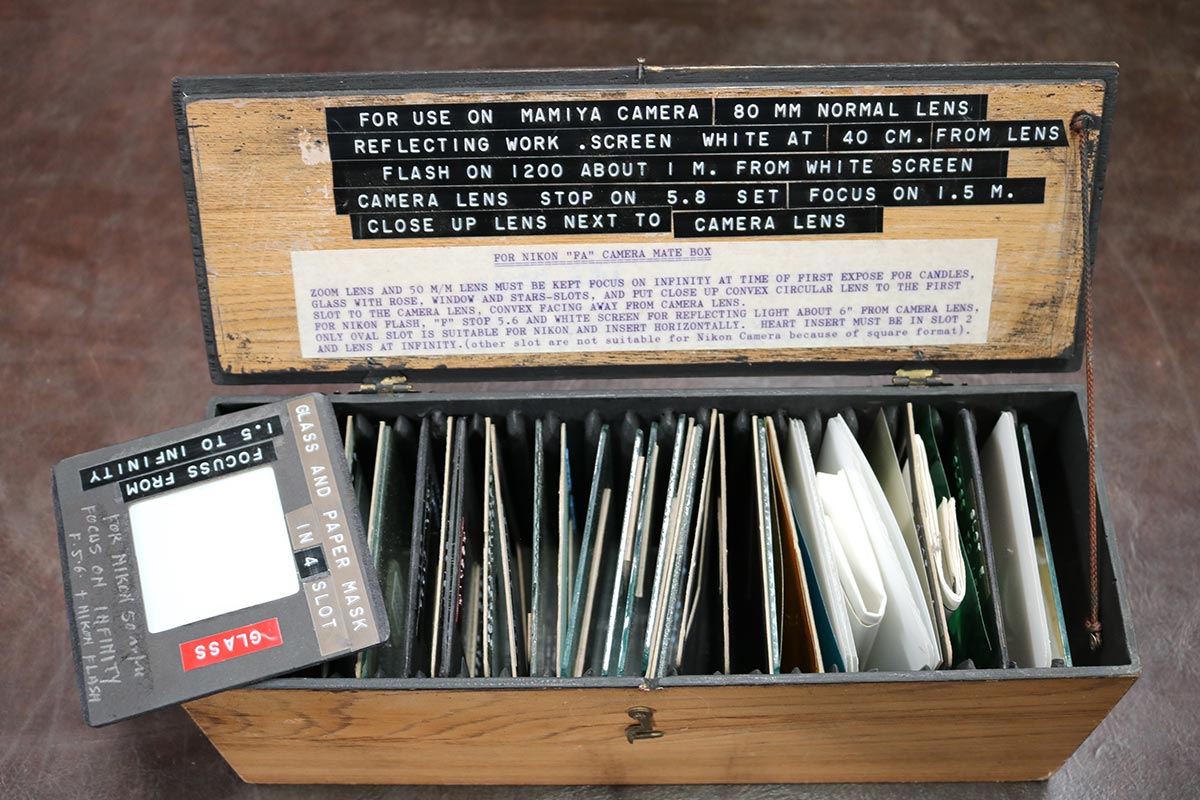 FOR USE ON MAMIYA CAMERA 80 MM NORMAL LENS
REFLECTING WORK .SCREEN WHITE AT 40 CM. FROM LENS
FLASH ON 1200 ABOUT 1 M. FROM WHITE SCREEN
CAMERA LENS STOP ON 5.8 SET FOCUS ON 1.5 M.
CLOSE UP LENS NEXT TO CAMERA LENS
FOR NIKON "FA" CAMERA MATE BOX
ZOOM LENS AND 50 M/M LENS MUST BE KEPT FOCUS ON INFINITY AT TIME OF FIRST EXPOSE FOR CANDLES,
GLASS WITH ROSE, WINDOW AND STARS-SLOTS, AND PUT CLOSE UP CONVEX CIRCULAR LENS TO THE FIRST
SLOT TO THE CAMERA LENS, CONVEX FACING AWAY FROM CAMERA LENS.
FOR NIKON FLASH, "F" STOP 5.6 AND WHITE SCREEN FOR REFLECTING LIGHT ABOUT 6" FROM CAMERA LENS,
ONLY OVAL SLOT IS SUITABLE FOR NIKON AND INSERT HORIZONTALLY. HEART INSERT MUST BE IN SLOT 2
AND LENS AT INFINITY.(other slot are not suitable for Nikon Camera because of square format).
GLASS AND PAPER MASK
IN 4 SLOT
FOCUSS FROM
1.5 TO INFINITY
GLASS
FOR NIKON 50
FOCUS ON INFINITY
F.5.6 + NIKON FLASH